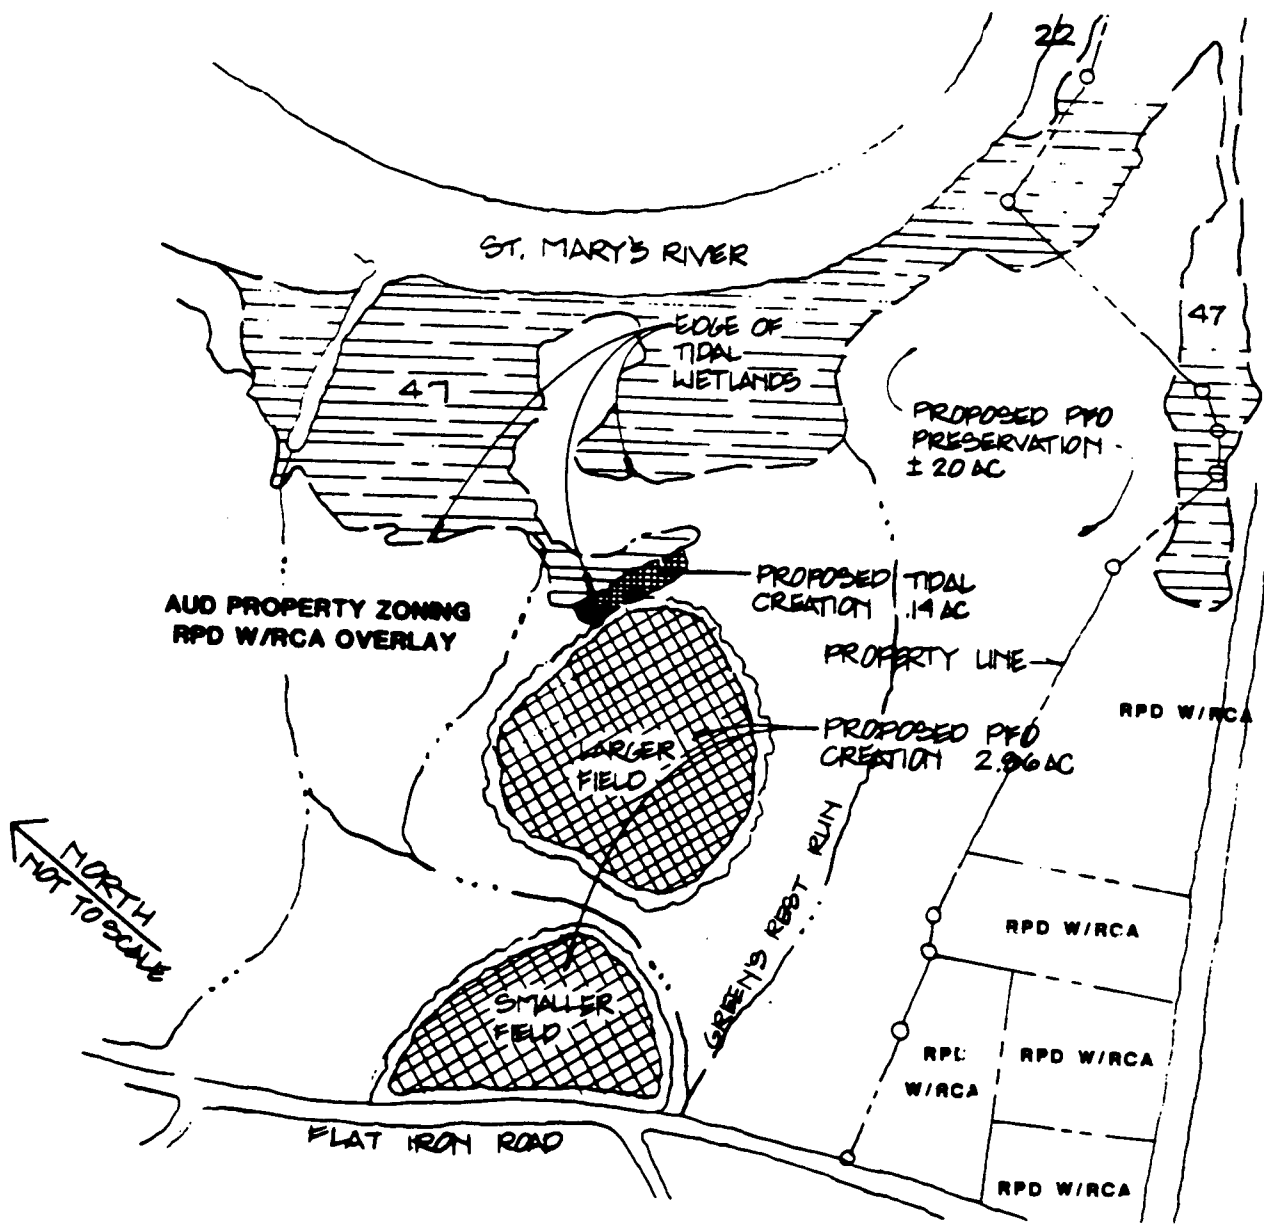 22
ST. MARY'S RIVER
47
EDGE OF
TIDAL
WETLANDS
47
PROPOSED PFO
PRESERVATION
± 20 AC
PROPOSED TIDAL
CREATION .14 AC
AUD PROPERTY ZONING
RPD W/RCA OVERLAY
PROPERTY LINE
RPD W/RCA
PROPOSED PFO
CREATION 2.86 AC
LARGER
FIELD
NORTH
NOT TO SCALE
GREEN'S REST RUN
RPD W/RCA
SMALLER
FIELD
RPD
W/RCA
RPD W/RCA
FLAT IRON ROAD
RPD W/RCA